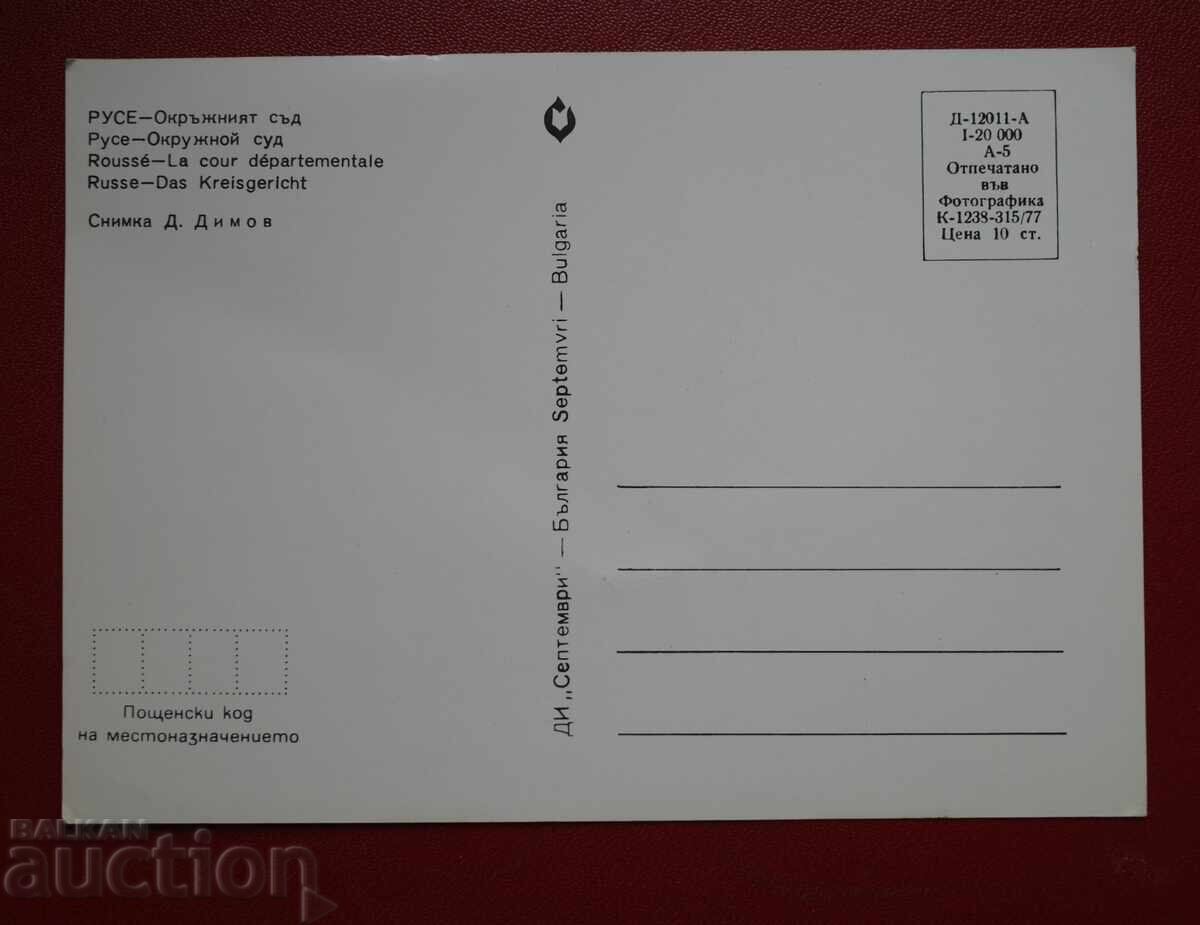 РУСЕ—Окръжният съд
Русе—Окружной суд
Roussé—La cour départementale
Russe—Das Kreisgericht
Снимка Д. Димов
Пощенски код
на местоназначението
ДИ „Септември" — България Septemvri — Bulgaria
Д-12011-А
I-20 000
А-5
Отпечатано
във
Фотографика
К-1238-315/77
Цена 10 ст.
BALKAN
auction